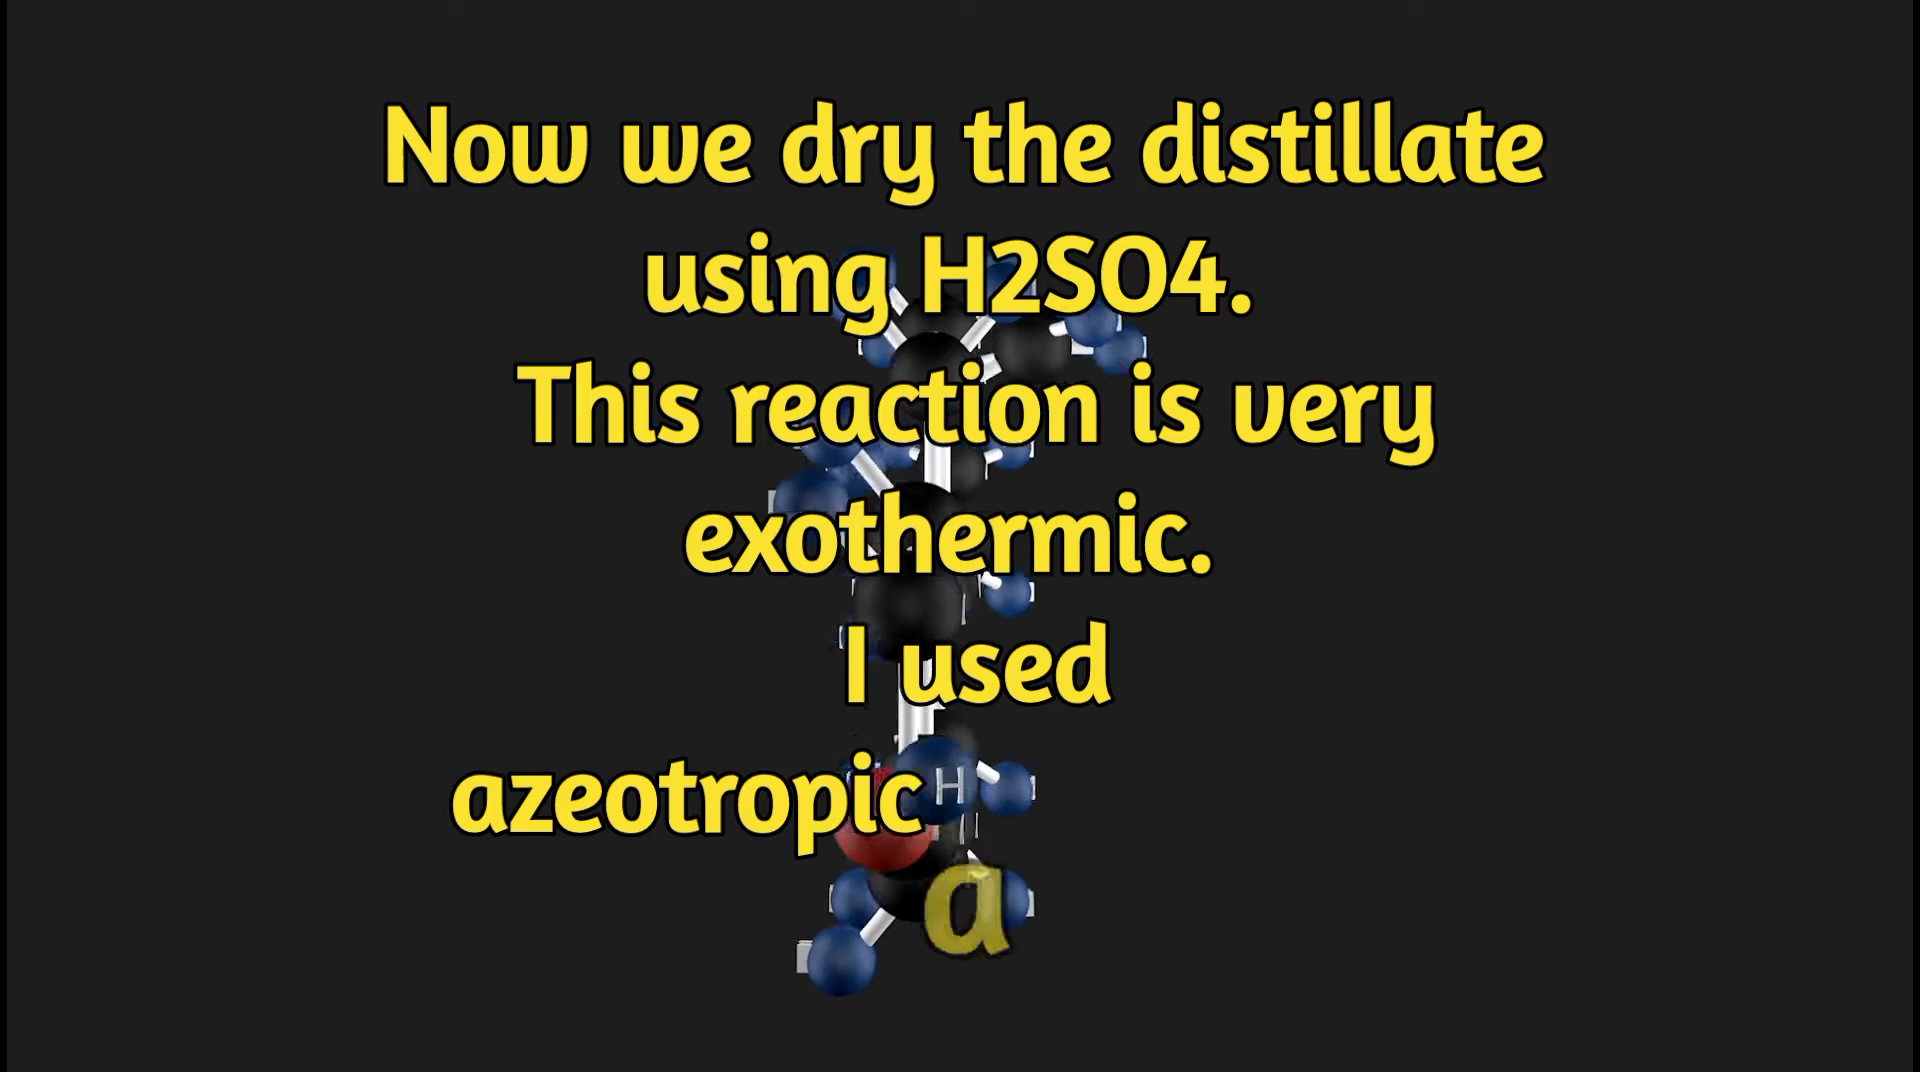 Now we dry the distillate
using H2SO4.
This reaction is very
exothermic.
I used
azeotropic
H
a